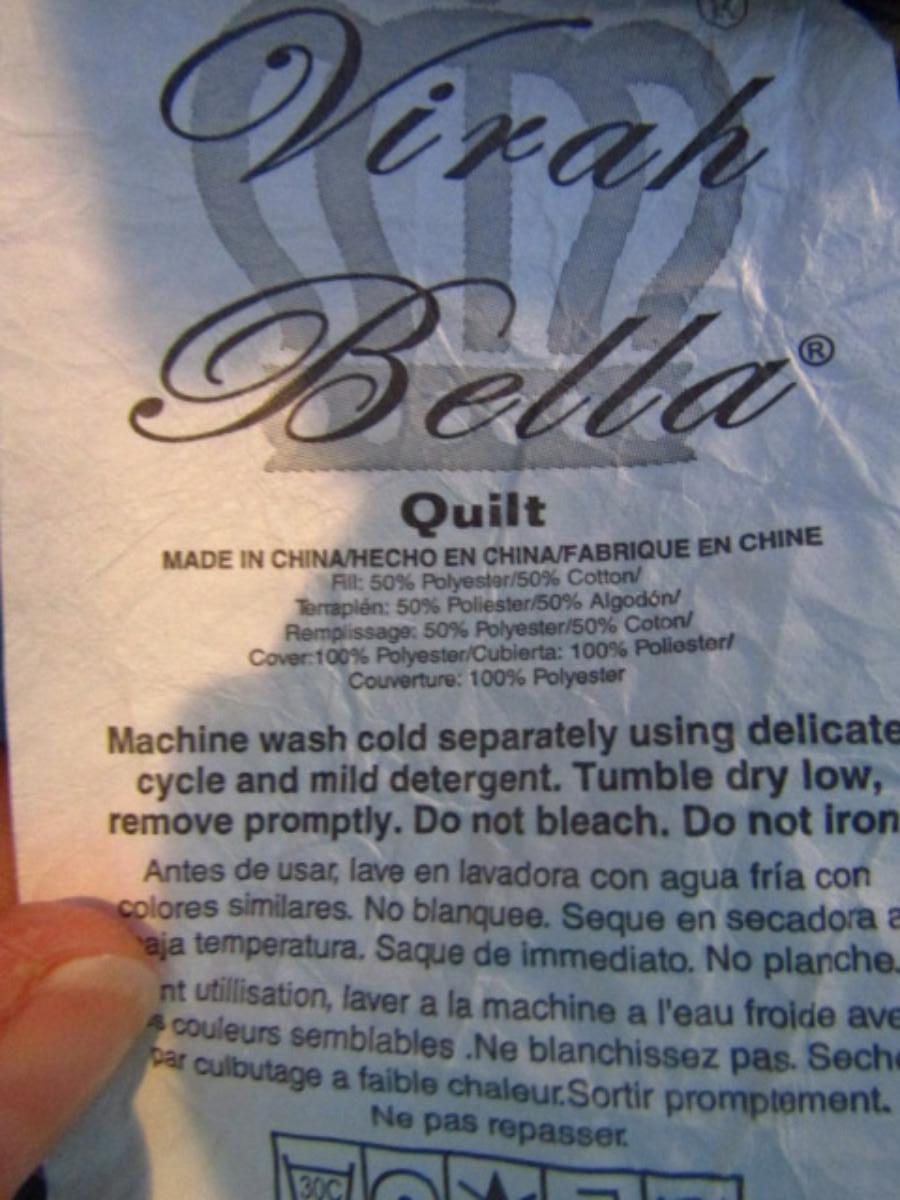 Virah
®
Bella®
Quilt
MADE IN CHINA/HECHO EN CHINA/FABRIQUE EN CHINE
Fill: 50% Polyester/50% Cotton/
Terraplén: 50% Poliester/50% Algodón/
Remplissage: 50% Polyester/50% Coton/
Cover:100% Polyester/Cubierta: 100% Poliester/
Couverture: 100% Polyester
Machine wash cold separately using delicate
cycle and mild detergent. Tumble dry low,
remove promptly. Do not bleach. Do not iron
Antes de usar, lave en lavadora con agua fría con
colores similares. No blanquee. Seque en secadora a
aja temperatura. Saque de immediato. No planche.
nt utillisation, laver a la machine a l'eau froide ave
s couleurs semblables .Ne blanchissez pas. Seche
par culbutage a faible chaleur.Sortir promptement.
Ne pas repasser.
30C